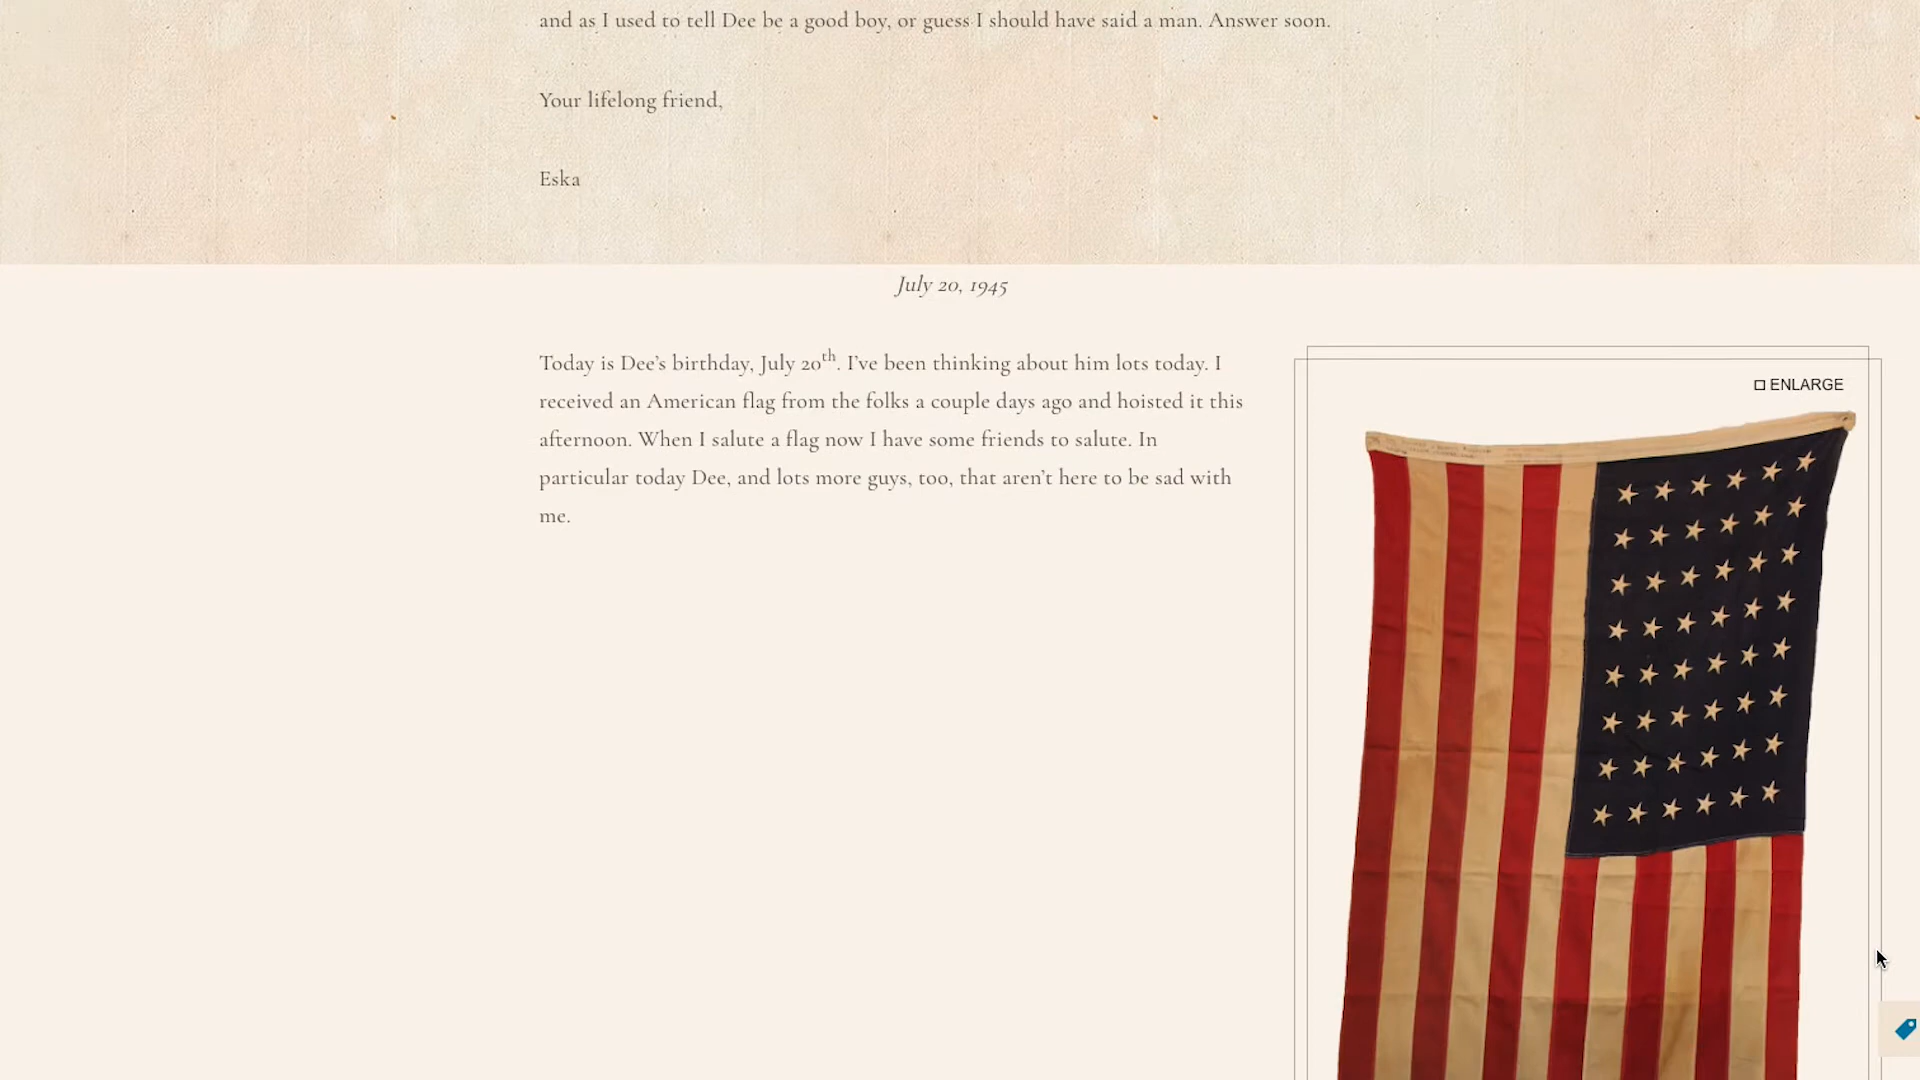 and as I used to tell Dee be a good boy, or guess I should have said a man. Answer soon.
Your lifelong friend,
Eska
July 20, 1945
Today is Dee’s birthday, July 20th. I’ve been thinking about him lots today. I
received an American flag from the folks a couple days ago and hoisted it this
afternoon. When I salute a flag now I have some friends to salute. In
particular today Dee, and lots more guys, too, that aren’t here to be sad with
me.
ENLARGE